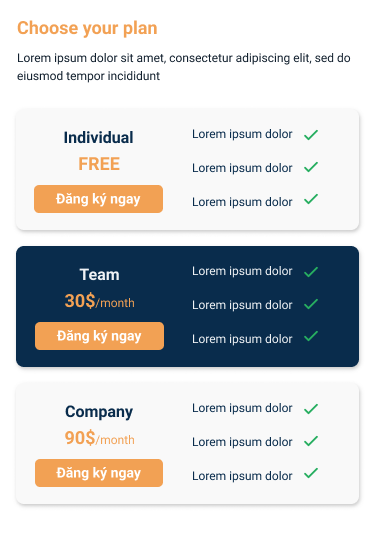 Choose your plan
Lorem ipsum dolor sit amet, consectetur adipiscing elit, sed do
eiusmod tempor incididunt
Individual
FREE
Đăng ký ngay
Lorem ipsum dolor
Lorem ipsum dolor
Lorem ipsum dolor
Team
30$/month
Đăng ký ngay
Lorem ipsum dolor
Lorem ipsum dolor
Lorem ipsum dolor
Company
90$/month
Đăng ký ngay
Lorem ipsum dolor
Lorem ipsum dolor
Lorem ipsum dolor